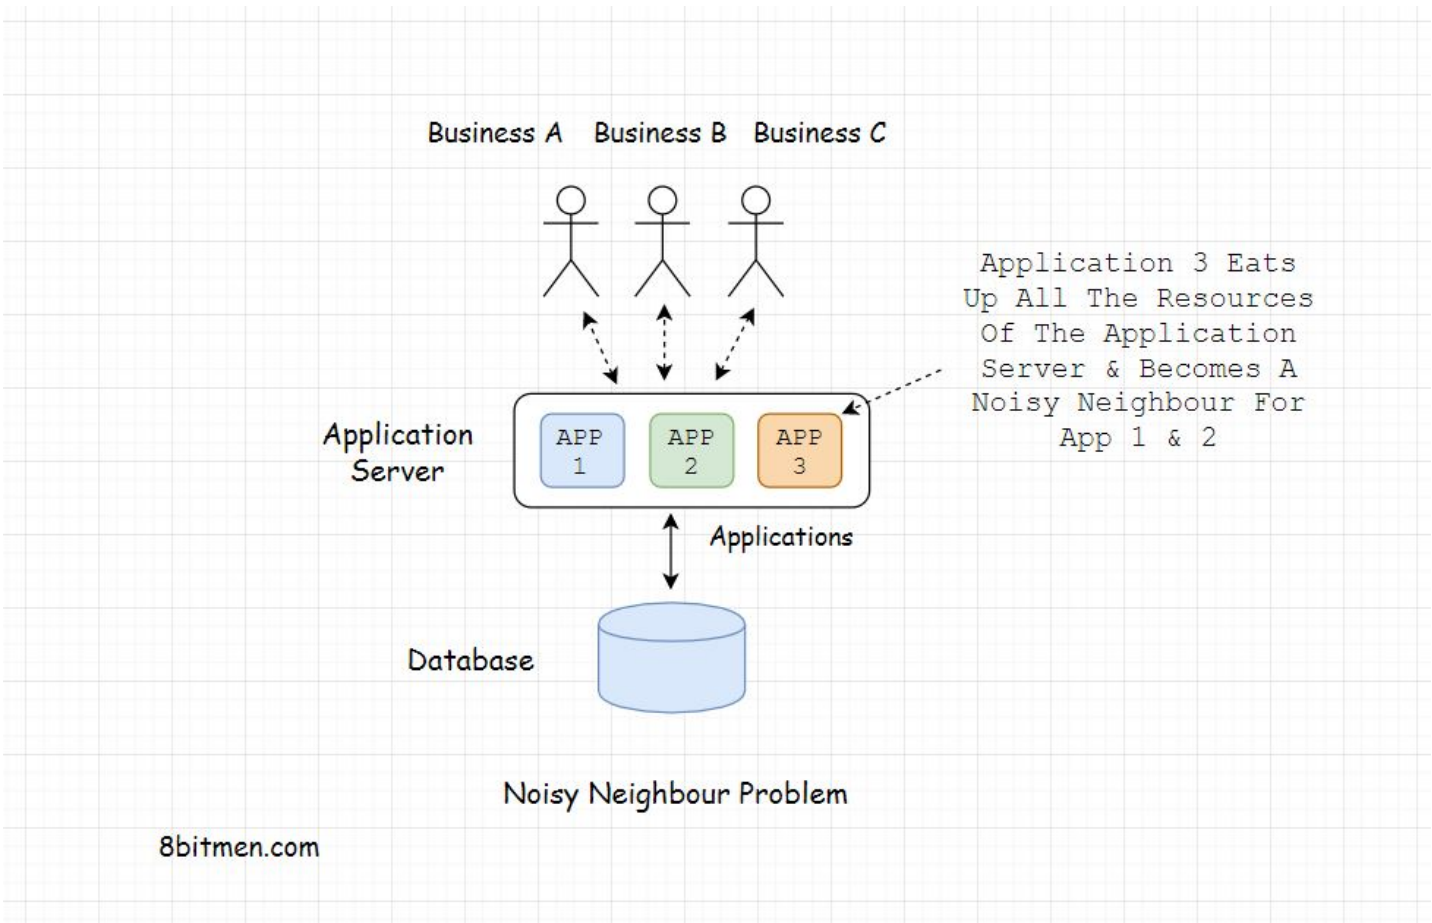 Business A Business B Business C
Application 3 Eats
Up All The Resources
Of The Application
Server & Becomes A
Noisy Neighbour For
App 1 & 2
Application
Server
APP
1
APP
2
APP
3
Applications
Database
Noisy Neighbour Problem
8bitmen.com